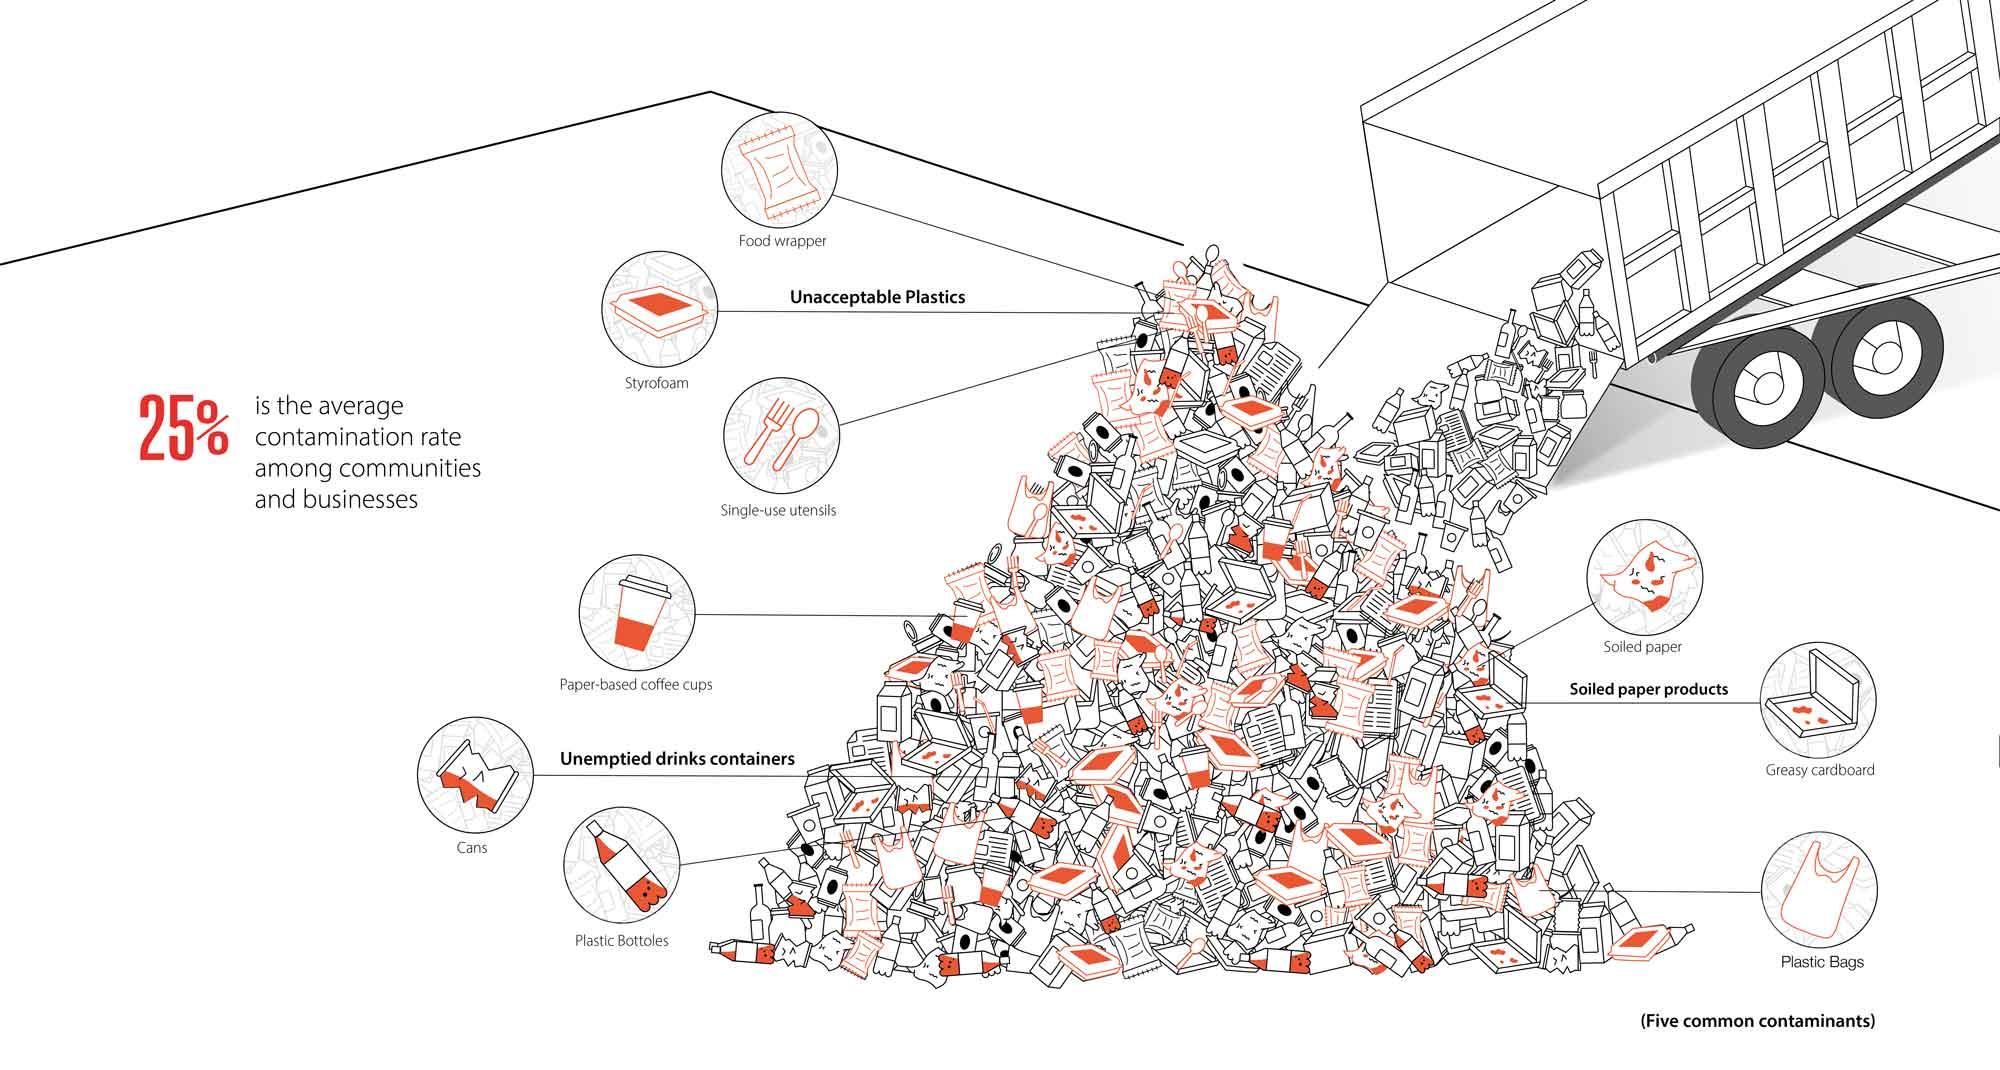 Food wrapper
Unacceptable Plastics
Styrofoam
25%
is the average
contamination rate
among communities
and businesses
Single-use utensils
Paper-based coffee cups
Soiled paper
Soiled paper products
Unemptied drinks containers
Greasy cardboard
Cans
Plastic Bottoles
Plastic Bags
(Five common contaminants)